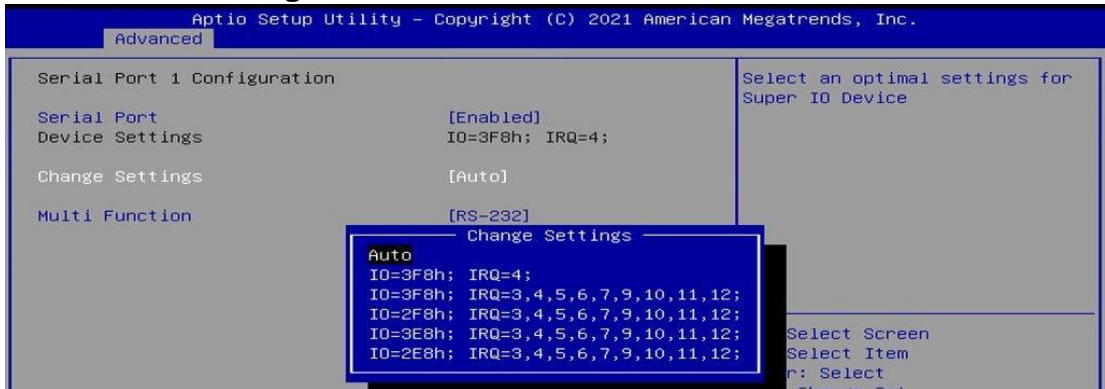 Aptio Setup Utility – Copyright (C) 2021 American Megatrends, Inc.
Advanced
Serial Port 1 Configuration
Serial Port [Enabled]
Device Settings IO=3F8h; IRQ=4;
Change Settings [Auto]
Multi Function [RS-232]
Select an optimal settings for
Super IO Device
Change Settings
Auto
IO=3F8h; IRQ=4;
IO=3F8h; IRQ=3,4,5,6,7,9,10,11,12;
IO=2F8h; IRQ=3,4,5,6,7,9,10,11,12;
IO=3E8h; IRQ=3,4,5,6,7,9,10,11,12;
IO=2E8h; IRQ=3,4,5,6,7,9,10,11,12;
Select Screen
Select Item
r: Select